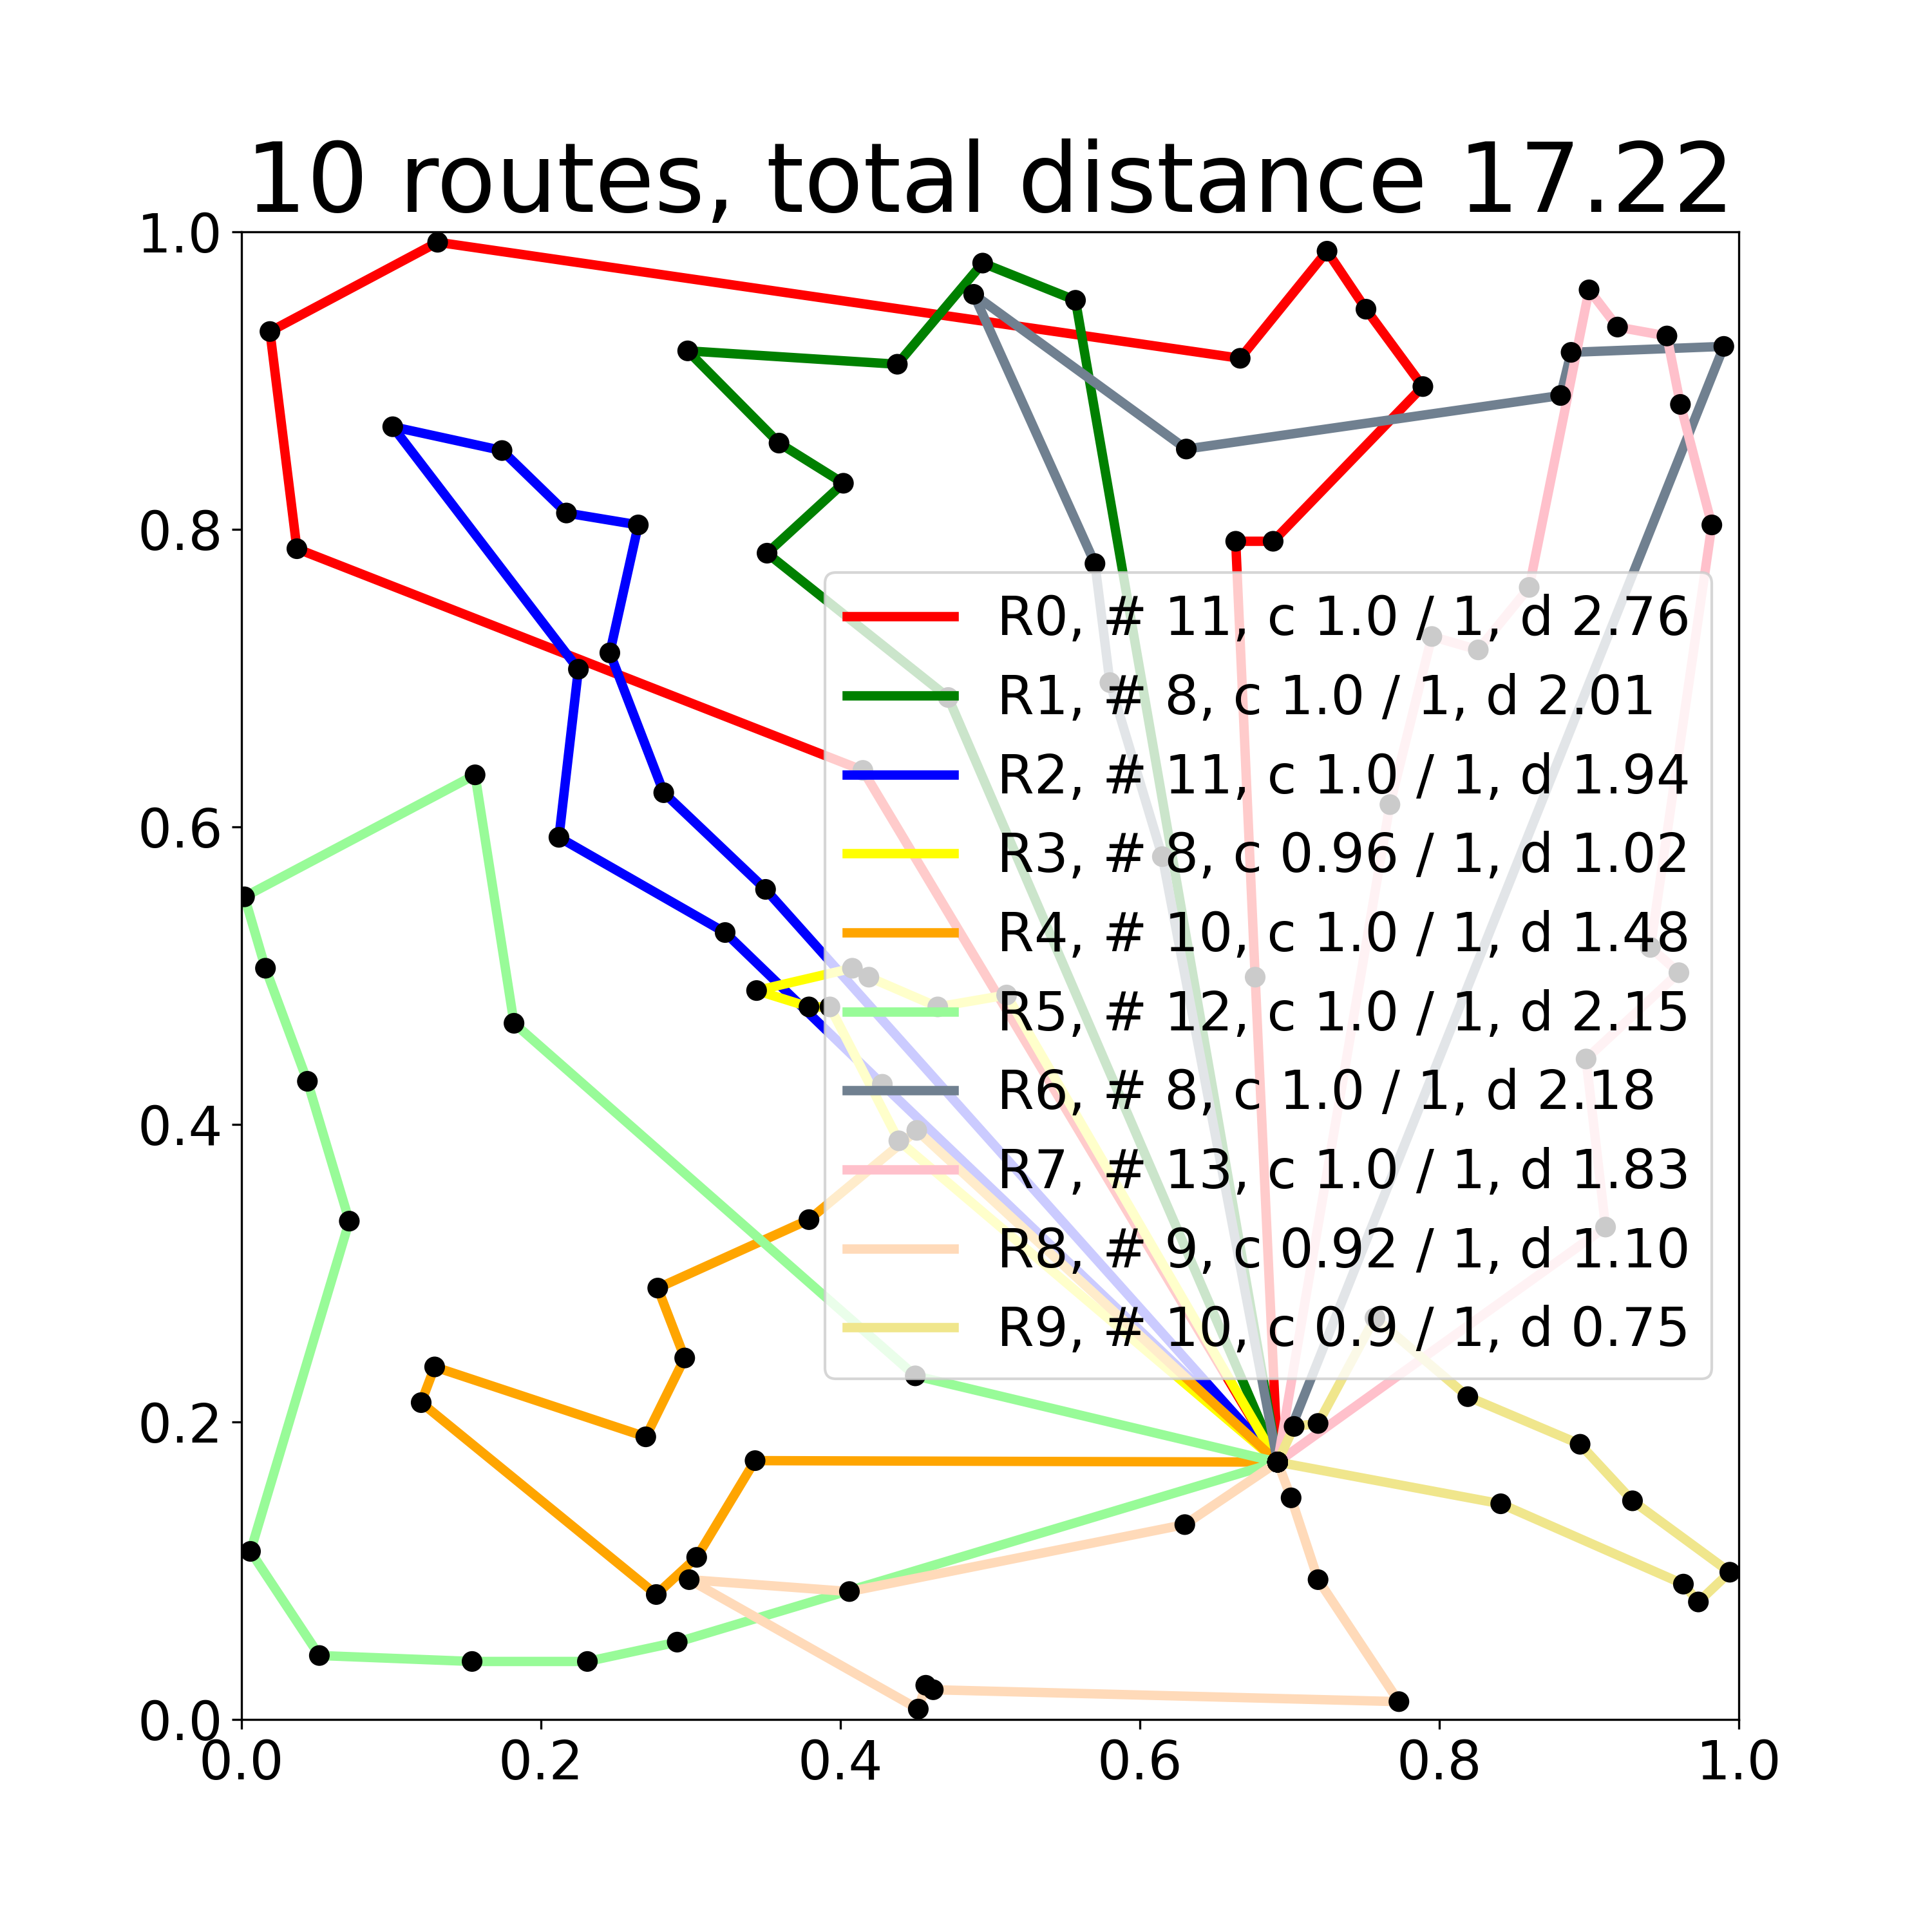 10 routes, total distance 17.22
1.0
0.8
0.6
0.4
0.2
0.0
R0, # 11, c 1.0 / 1, d 2.76
R1, # 8, c 1.0 / 1, d 2.01
R2, # 11, c 1.0 / 1, d 1.94
R3, # 8, c 0.96 / 1, d 1.02
R4, # 10, c 1.0 / 1, d 1.48
R5, # 12, c 1.0 / 1, d 2.15
R6, # 8, c 1.0 / 1, d 2.18
R7, # 13, c 1.0 / 1, d 1.83
R8, # 9, c 0.92 / 1, d 1.10
R9, # 10, c 0.9 / 1, d 0.75
0.0 0.2 0.4 0.6 0.8 1.0